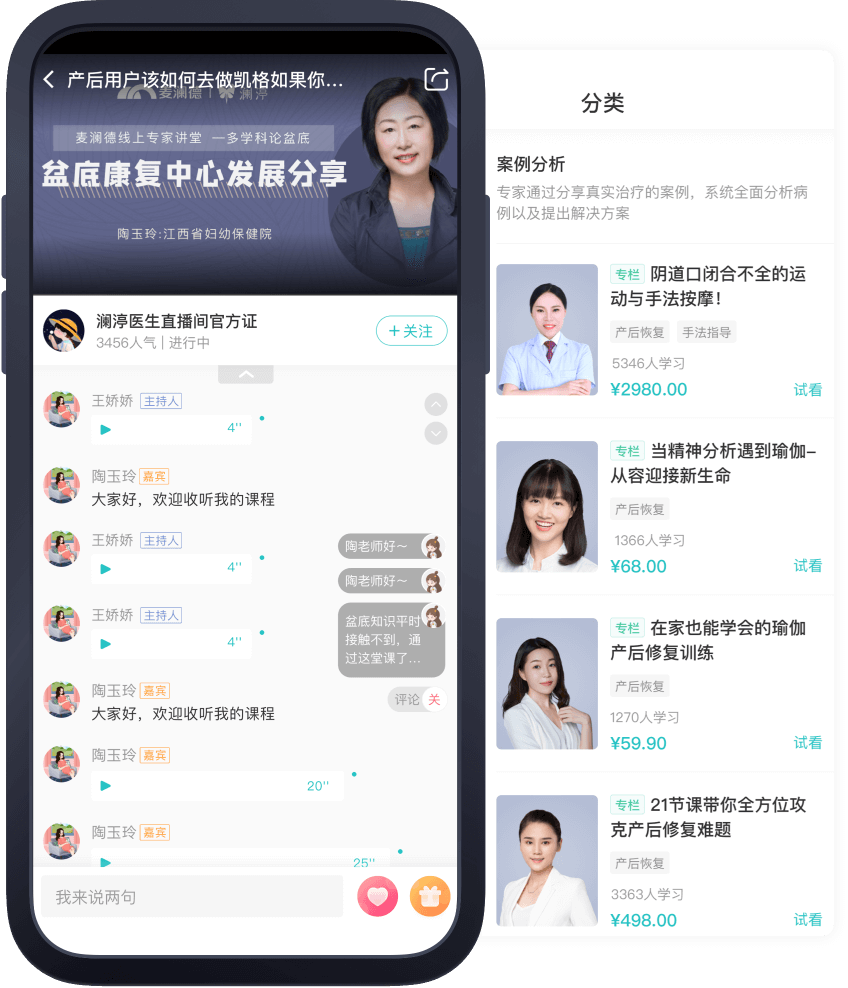 产后用户该如何去做凯格如果你...
麦澜德 | 澜渟
麦澜德线上专家讲堂 一多学科论盆底
盆底康复中心发展分享
陶玉玲:江西省妇幼保健院
澜渟医生直播间官方证
3456人气 | 进行中
+关注
王娇娇 主持人
4''
陶玉玲 嘉宾
大家好，欢迎收听我的课程
王娇娇 主持人
4''
陶老师好～
陶老师好～
王娇娇 主持人
4''
盆底知识平时
接触不到，通
过这堂课了...
陶玉玲 嘉宾
大家好，欢迎收听我的课程
评论 关
陶玉玲 嘉宾
20''
陶玉玲 嘉宾
25''
我来说两句
分类
案例分析
专家通过分享真实治疗的案例，系统全面分析病
例以及提出解决方案
专栏 阴道口闭合不全的运
动与手法按摩！
产后恢复 手法指导
5346人学习
¥2980.00 试看
专栏 当精神分析遇到瑜伽-
从容迎接新生命
产后恢复
1366人学习
¥68.00 试看
专栏 在家也能学会的瑜伽
产后修复训练
产后恢复
1270人学习
¥59.90 试看
专栏 21节课带你全方位攻
克产后修复难题
产后恢复
3363人学习
¥498.00 试看